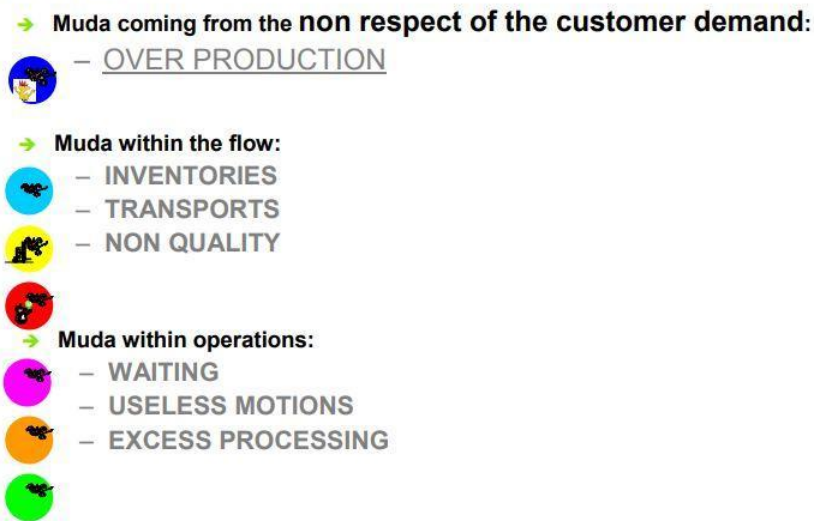 Muda coming from the non respect of the customer demand:
– OVER PRODUCTION
Muda within the flow:
– INVENTORIES
– TRANSPORTS
– NON QUALITY
Muda within operations:
– WAITING
– USELESS MOTIONS
– EXCESS PROCESSING